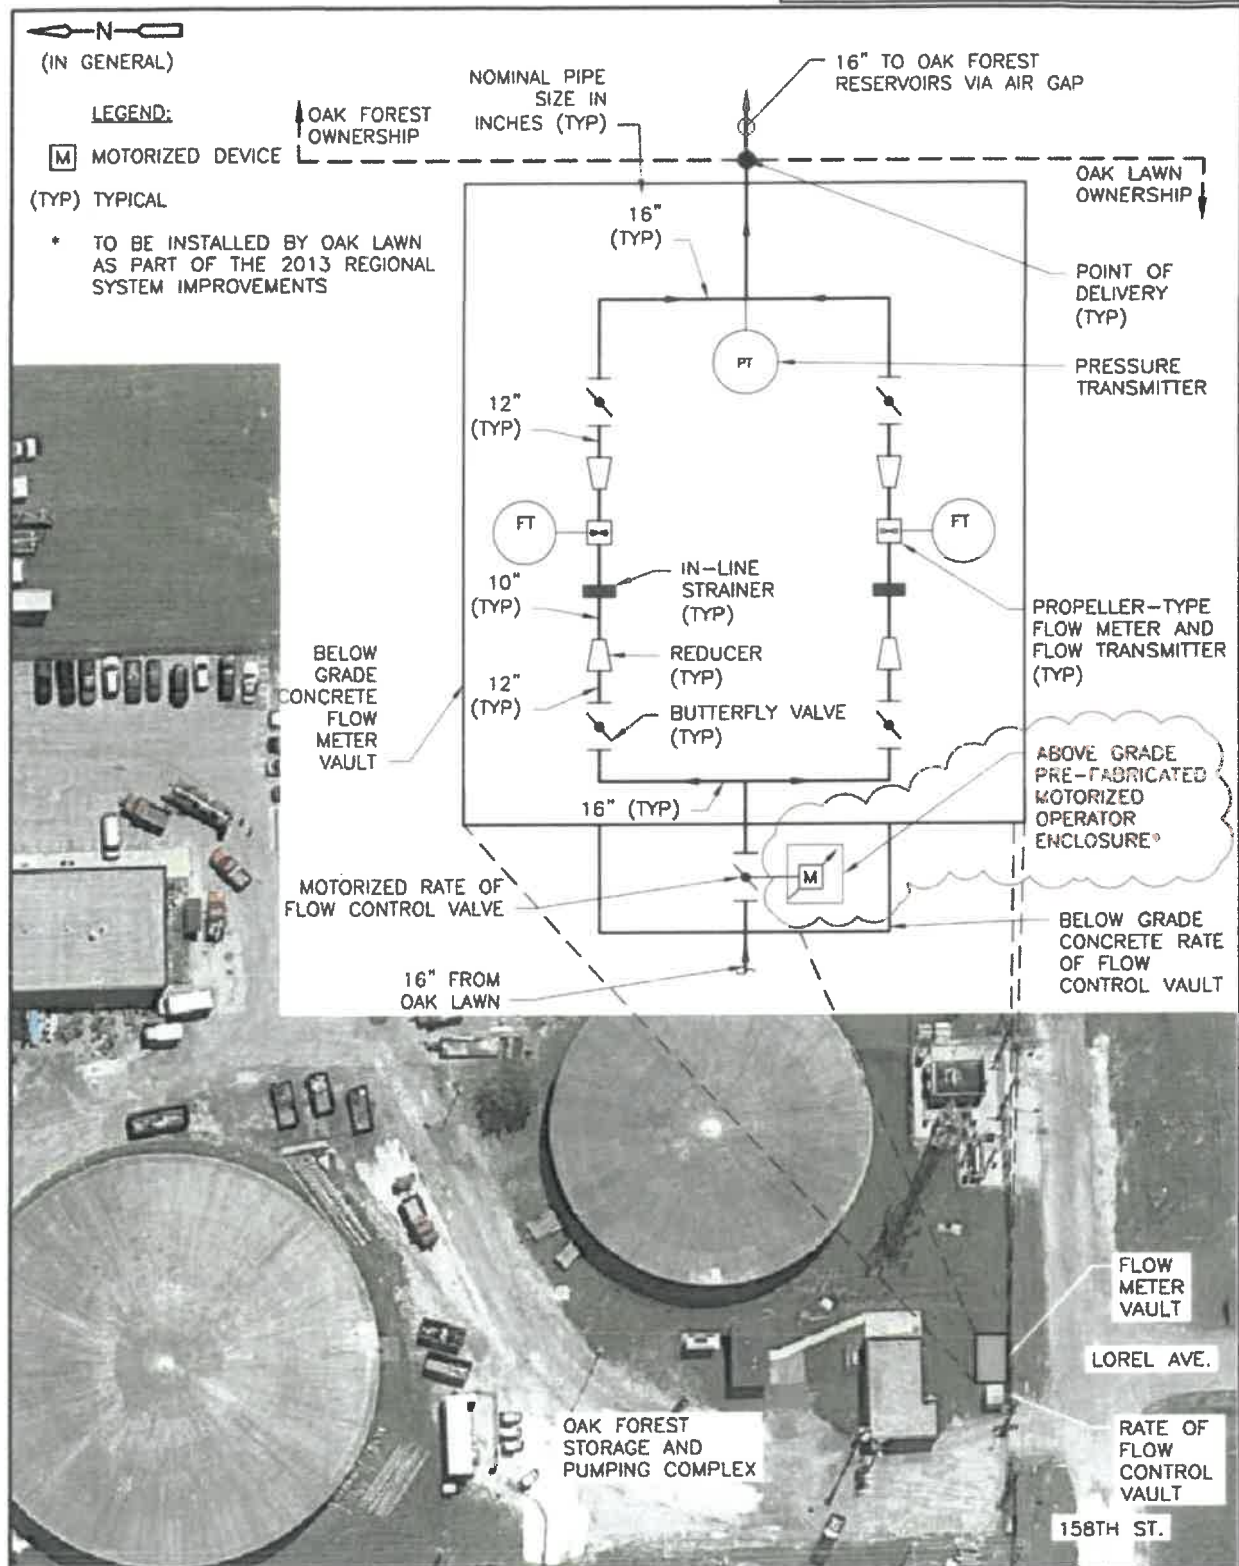 N
(IN GENERAL)
LEGEND:
M MOTORIZED DEVICE
(TYP) TYPICAL
* TO BE INSTALLED BY OAK LAWN
AS PART OF THE 2013 REGIONAL
SYSTEM IMPROVEMENTS
OAK FOREST
OWNERSHIP
NOMINAL PIPE
SIZE IN
INCHES (TYP)
16" TO OAK FOREST
RESERVOIRS VIA AIR GAP
OAK LAWN
OWNERSHIP
16"
(TYP)
POINT OF
DELIVERY
(TYP)
PT
PRESSURE
TRANSMITTER
12"
(TYP)
FT
FT
10"
(TYP)
IN-LINE
STRAINER
(TYP)
PROPELLER-TYPE
FLOW METER AND
FLOW TRANSMITTER
(TYP)
BELOW
GRADE
CONCRETE
FLOW
METER
VAULT
12"
(TYP)
REDUCER
(TYP)
BUTTERFLY VALVE
(TYP)
ABOVE GRADE
PRE-FABRICATED
MOTORIZED
OPERATOR
ENCLOSURE*
16" (TYP)
M
MOTORIZED RATE OF
FLOW CONTROL VALVE
BELOW GRADE
CONCRETE RATE
OF FLOW
CONTROL VAULT
16" FROM
OAK LAWN
FLOW
METER
VAULT
LOREL AVE.
OAK FOREST
STORAGE AND
PUMPING COMPLEX
RATE OF
FLOW
CONTROL
VAULT
158TH ST.